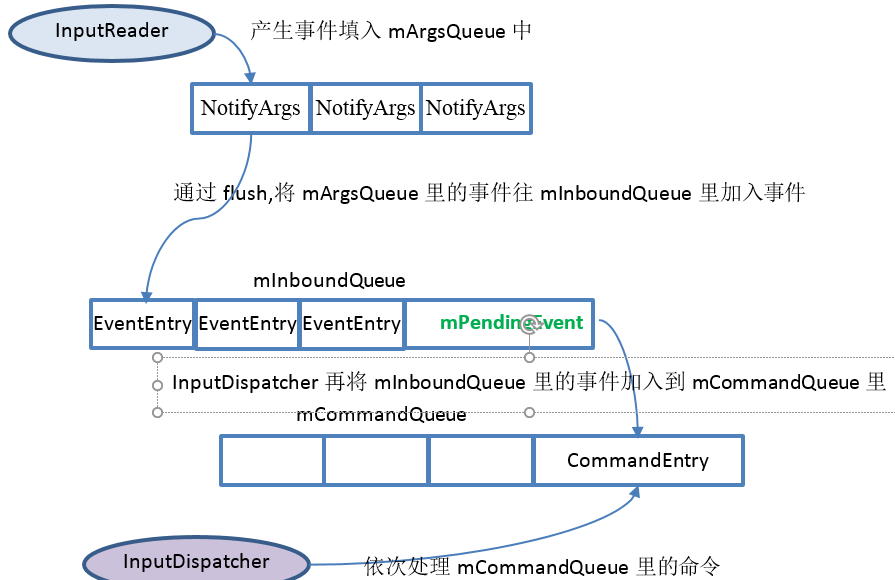 InputReader
产生事件填入 mArgsQueue 中
NotifyArgs NotifyArgs NotifyArgs
通过 flush,将 mArgsQueue 里的事件往 mInboundQueue 里加入事件
mInboundQueue
EventEntry EventEntry EventEntry mPendingEvent
InputDispatcher 再将 mInboundQueue 里的事件加入到 mCommandQueue 里
mCommandQueue
CommandEntry
InputDispatcher
依次处理 mCommandQueue 里的命令